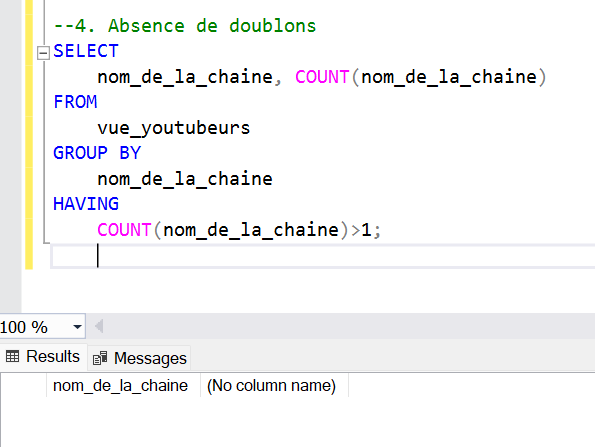 --4. Absence de doublons
SELECT
nom_de_la_chaine, COUNT(nom_de_la_chaine)
FROM
vue_youtubeurs
GROUP BY
nom_de_la_chaine
HAVING
COUNT(nom_de_la_chaine)>1;
100 %
Results Messages
nom_de_la_chaine (No column name)